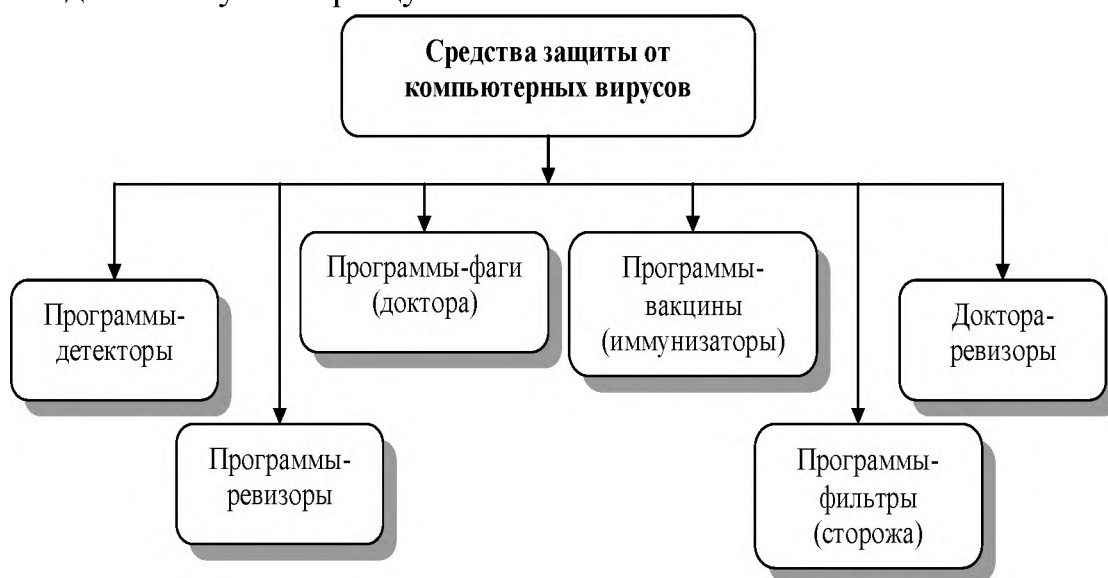 Средства защиты от
компьютерных вирусов
Программы-фаги
(доктора)
Программы-
вакцины
(иммунизаторы)
Программы-
детекторы
Доктора-
ревизоры
Программы-
ревизоры
Программы-
фильтры
(сторожа)